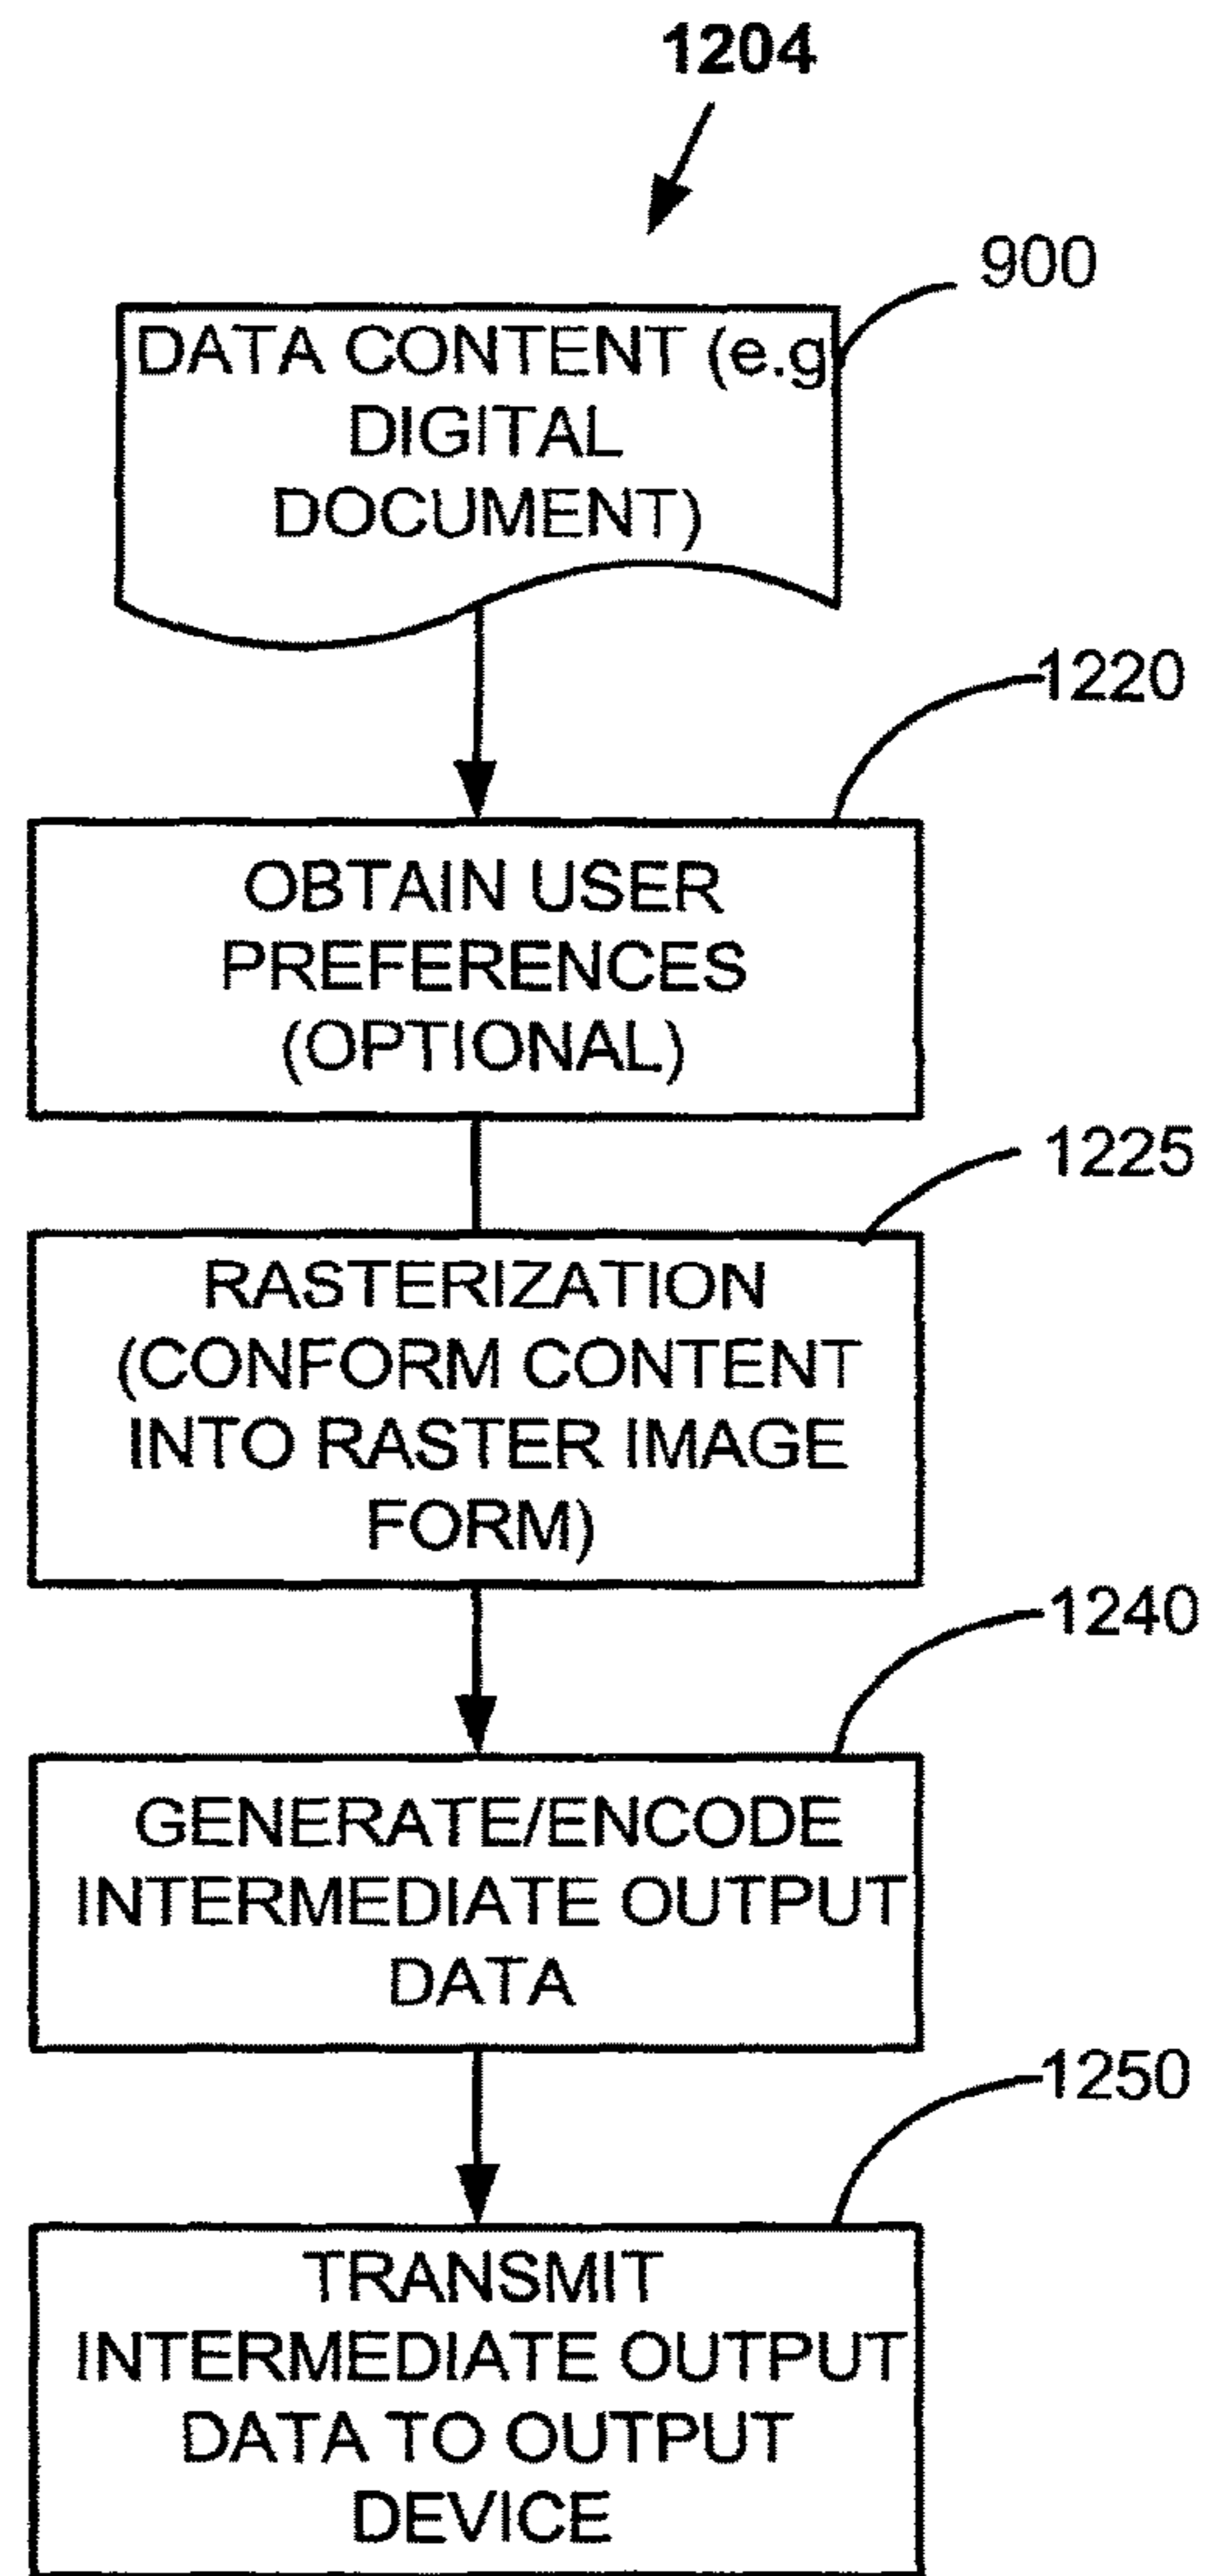 1204
900
DATA CONTENT (e.g
DIGITAL
DOCUMENT)
1220
OBTAIN USER
PREFERENCES
(OPTIONAL)
1225
RASTERIZATION
(CONFORM CONTENT
INTO RASTER IMAGE
FORM)
1240
GENERATE/ENCODE
INTERMEDIATE OUTPUT
DATA
1250
TRANSMIT
INTERMEDIATE OUTPUT
DATA TO OUTPUT
DEVICE